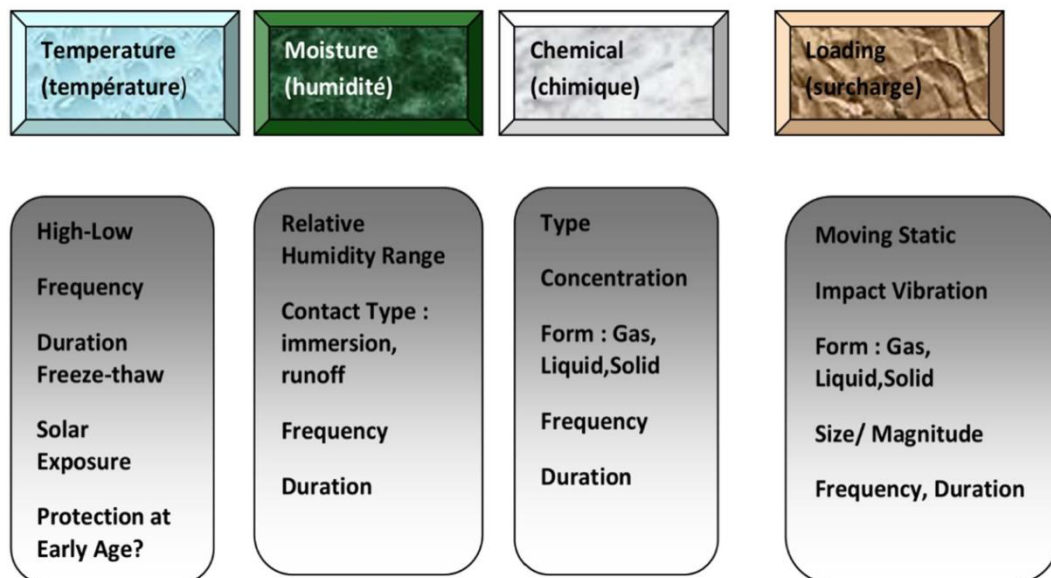 Temperature
(température)
Moisture
(humidité)
Chemical
(chimique)
Loading
(surcharge)
High-Low
Frequency
Duration
Freeze-thaw
Solar
Exposure
Protection at
Early Age?
Relative
Humidity Range
Contact Type :
immersion,
runoff
Frequency
Duration
Type
Concentration
Form : Gas,
Liquid,Solid
Frequency
Duration
Moving Static
Impact Vibration
Form : Gas,
Liquid,Solid
Size/ Magnitude
Frequency, Duration